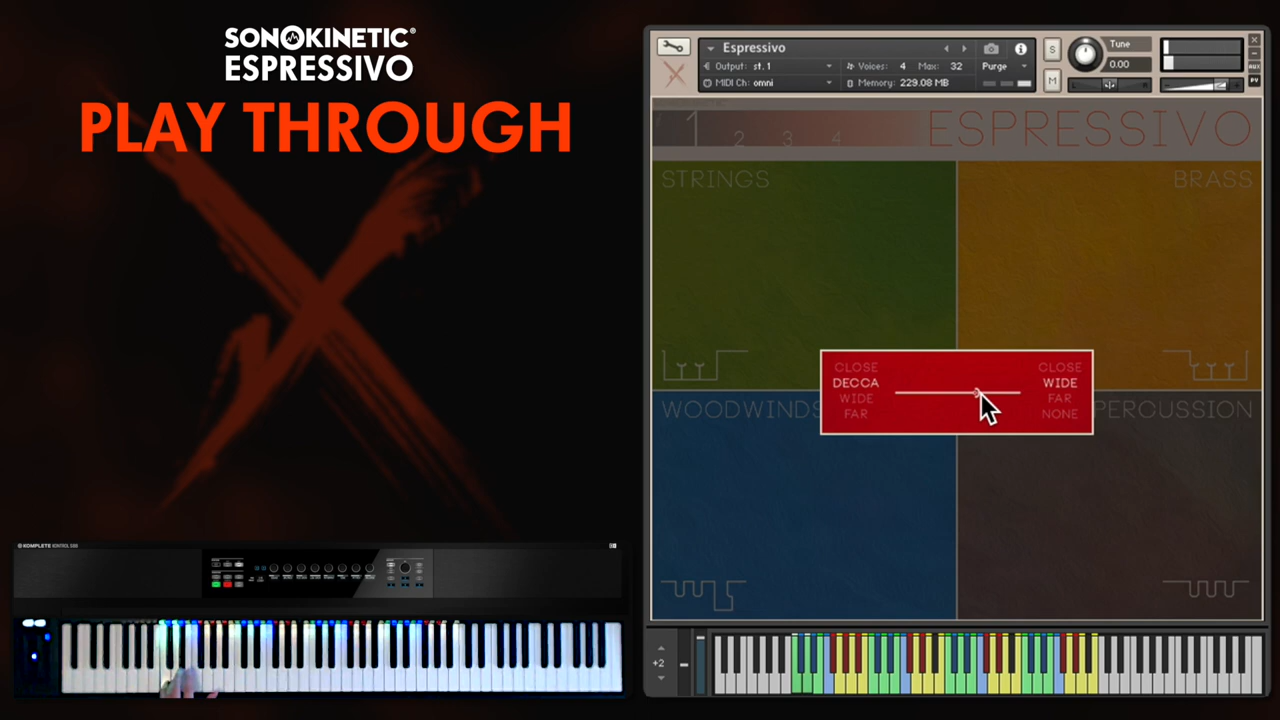 SONOKINETIC®
ESPRESSIVO
PLAY THROUGH
KOMPLETE KONTROL S88
Espressivo
Output: st.1
Voices: 4 Max: 32
Purge
MIDI Ch: omni
Memory: 229.08 MB
S
M
Tune
0.00
AUX
PV
1 2 3 4
ESPRESSIVO
STRINGS
BRASS
CLOSE
DECCA
WIDE
FAR
CLOSE
WIDE
FAR
NONE
WOODWINDS
PERCUSSION
+2